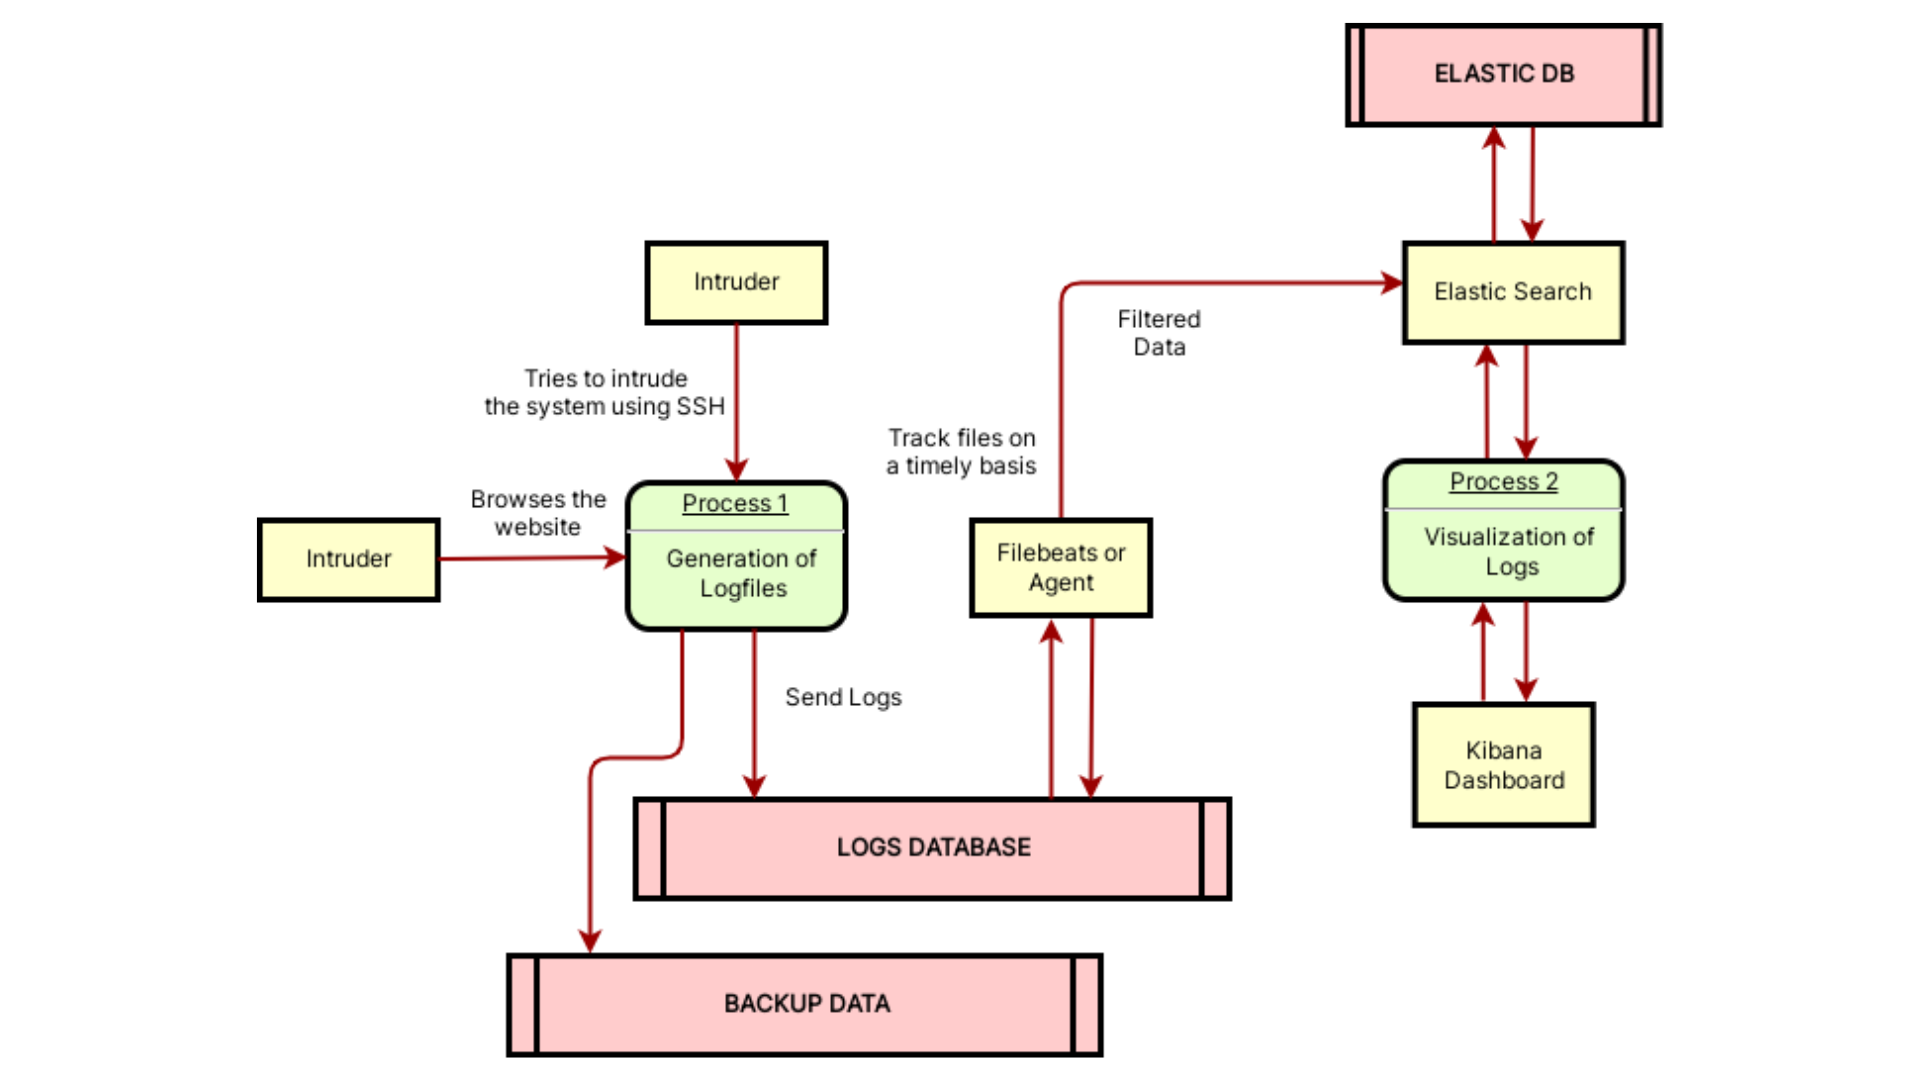 ELASTIC DB
Intruder
Elastic Search
Filtered
Data
Tries to intrude
the system using SSH
Track files on
a timely basis
Process 1
Generation of
Logfiles
Browses the
website
Intruder
Filebeats or
Agent
Process 2
Visualization of
Logs
Send Logs
Kibana
Dashboard
LOGS DATABASE
BACKUP DATA